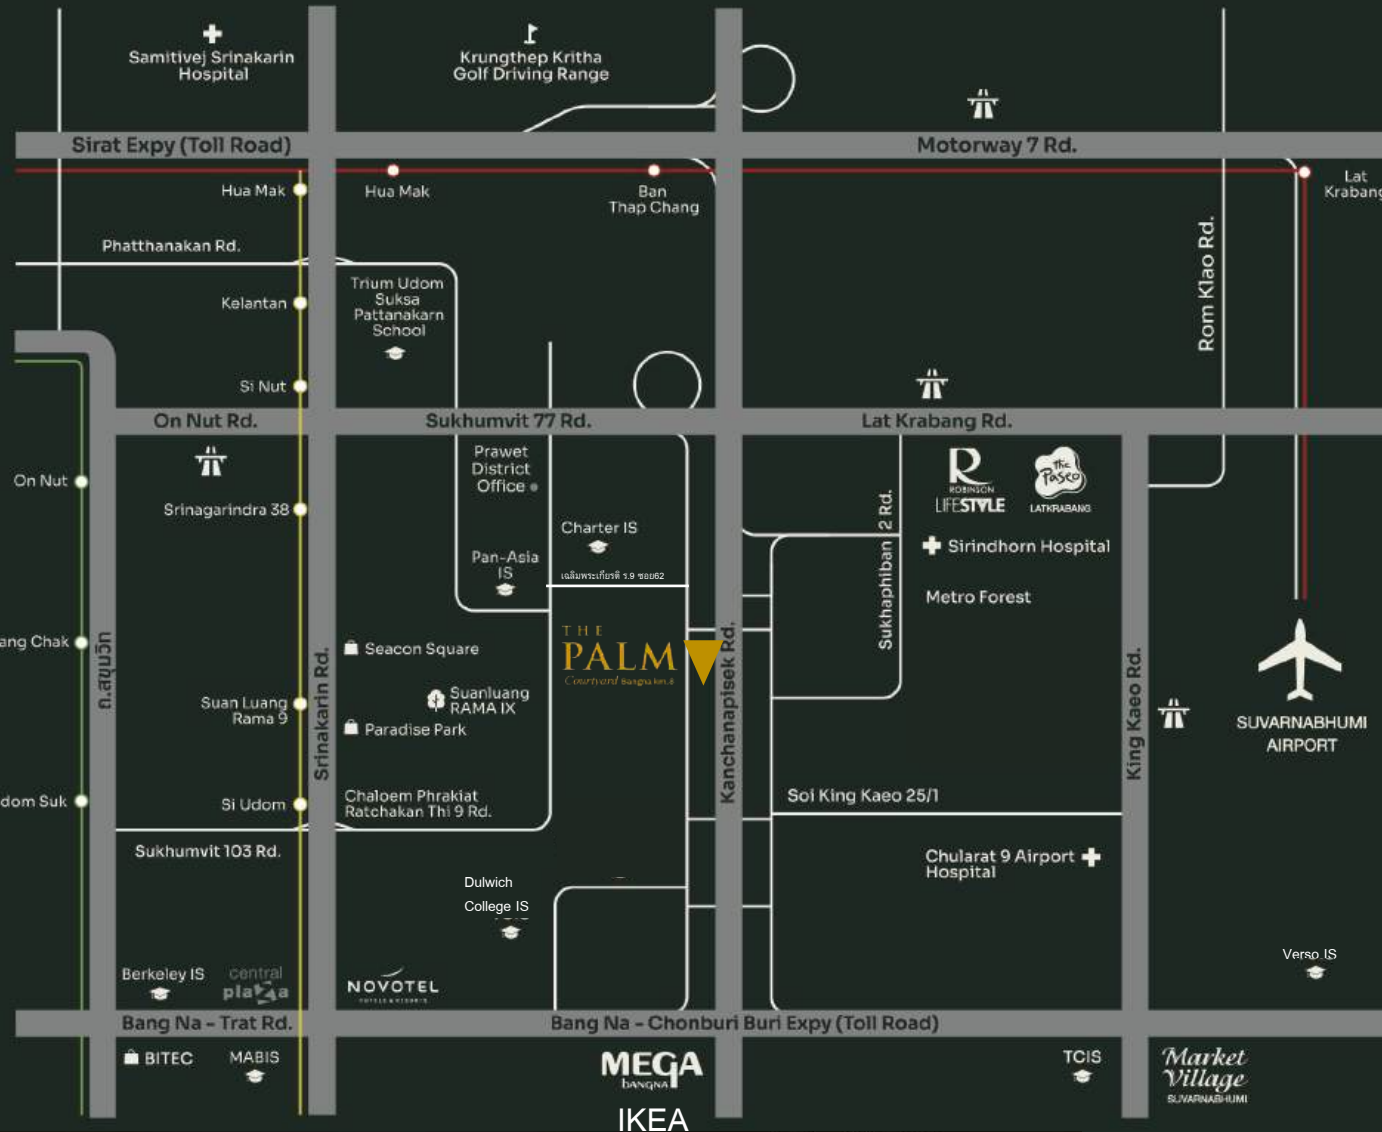 Samitivej Srinakarin
Hospital
Krungthep Kritha
Golf Driving Range
Sirat Expy (Toll Road)
Motorway 7 Rd.
Hua Mak
Hua Mak
Ban
Thap Chang
Lat
Krabang
Phatthanakan Rd.
Rom Klao Rd.
Kelantan
Trium Udom
Suksa
Pattanakarn
School
Si Nut
On Nut Rd.
Sukhumvit 77 Rd.
Lat Krabang Rd.
On Nut
Srinagarindra 38
Prawet
District
Office
Charter IS
Pan-Asia
IS
เฉลิมพระเกียรติ ร.9 ซอย62
Sukhaphiban 2 Rd.
R
ROBINSON
LIFESTYLE
The
Paseo
LATKRABANG
Sirindhorn Hospital
Metro Forest
ang Chak
ถ.สุขุมวิท
Srinakarin Rd.
Seacon Square
Suanluang
RAMA IX
Paradise Park
THE
PALM
Courtyard Bangna km.8
Kanchanapisek Rd.
King Kaeo Rd.
SUVARNABHUMI
AIRPORT
Suan Luang
Rama 9
dom Suk
Si Udom
Chaloem Phrakiat
Ratchakan Thi 9 Rd.
Soi King Kaeo 25/1
Sukhumvit 103 Rd.
Chularat 9 Airport
Hospital
Dulwich
College IS
Verso IS
Berkeley IS
central
plaza
NOVOTEL
HOTELS & RESORTS
Bang Na - Trat Rd.
Bang Na - Chonburi Buri Expy (Toll Road)
BITEC
MABIS
MEGA
BANGNA
IKEA
TCIS
Market
Village
SUVARNABHUMI